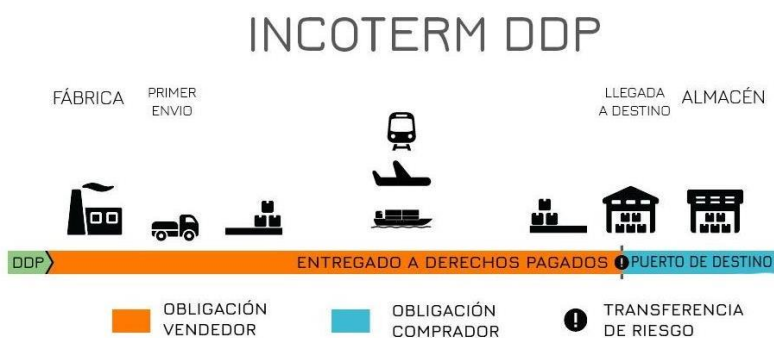 INCOTERM DDP
FÁBRICA
PRIMER
ENVIO
LLEGADA
A DESTINO
ALMACÉN
DDP
ENTREGADO A DERECHOS PAGADOS
PUERTO DE DESTINO
OBLIGACIÓN
VENDEDOR
OBLIGACIÓN
COMPRADOR
TRANSFERENCIA
DE RIESGO